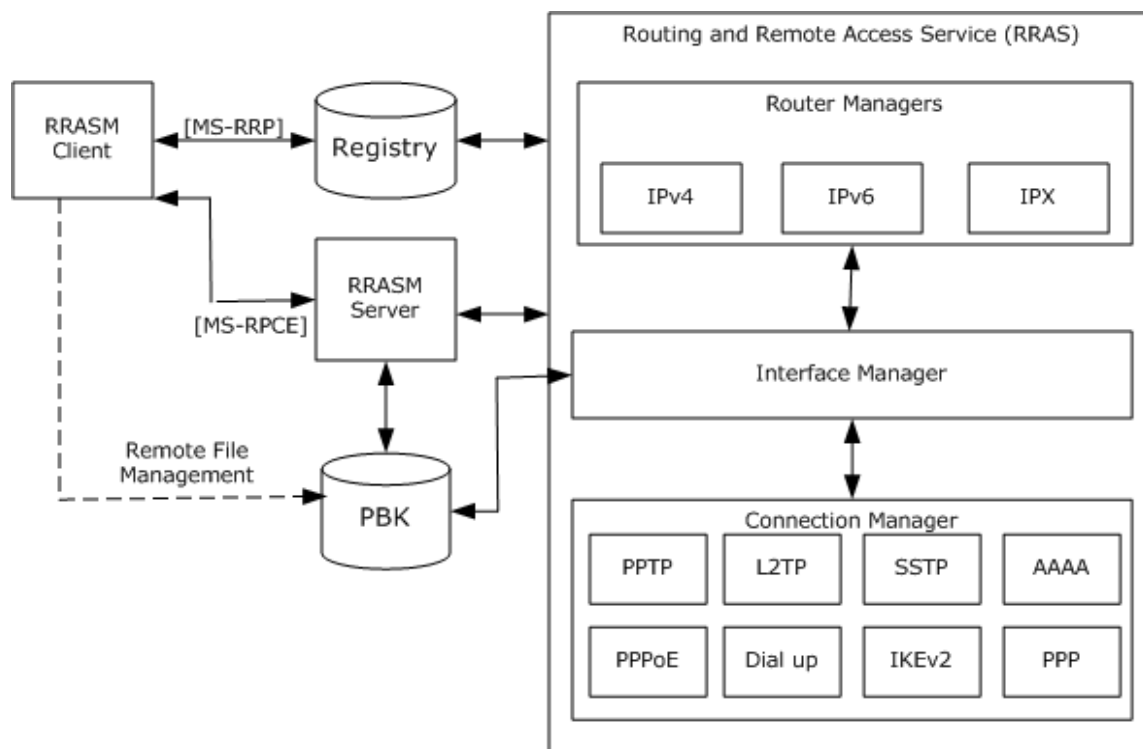 Routing and Remote Access Service (RRAS)
Router Managers
RRASM
Client
[MS-RRP]
Registry
IPv4
IPv6
IPX
RRASM
Server
[MS-RPCE]
Interface Manager
Remote File
Management
PBK
Connection Manager
PPTP
L2TP
SSTP
AAAA
PPPoE
Dial up
IKEv2
PPP